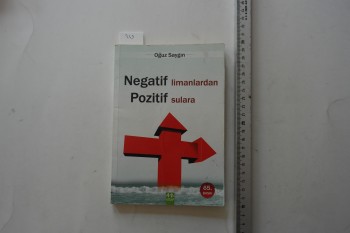 Oğuz Saygın
Negatif limanlardan
Pozitif sulara